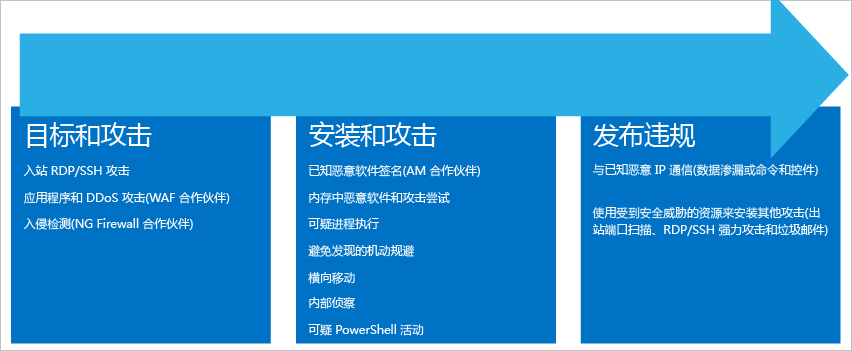 目标和攻击
入站 RDP/SSH 攻击
应用程序和 DDoS 攻击(WAF 合作伙伴)
入侵检测(NG Firewall 合作伙伴)
安装和攻击
已知恶意软件签名(AM 合作伙伴)
内存中恶意软件和攻击尝试
可疑进程执行
避免发现的机动规避
横向移动
内部侦察
可疑 PowerShell 活动
发布违规
与已知恶意 IP 通信(数据渗漏或命令和控件)
使用受到安全威胁的资源来安装其他攻击(出
站端口扫描、RDP/SSH 强力攻击和垃圾邮件)